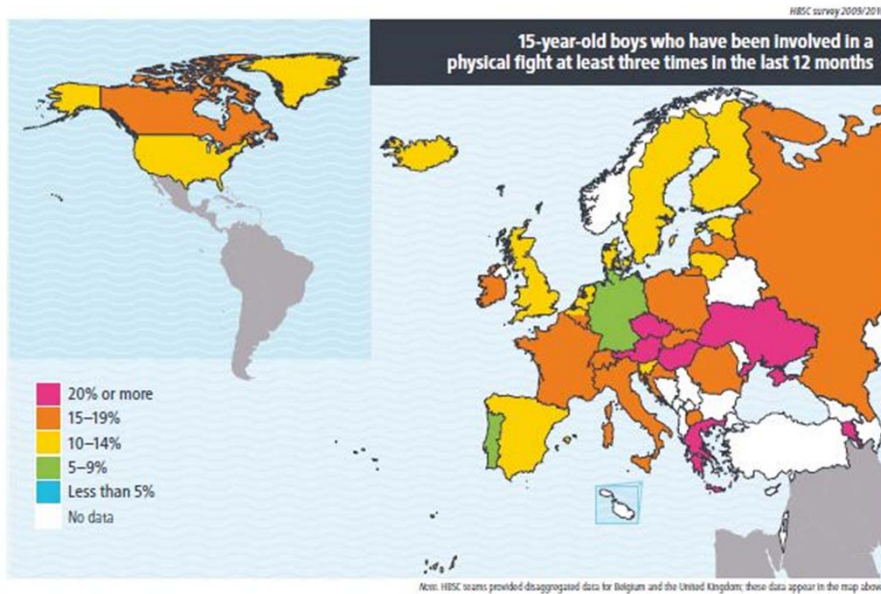 HBSC survey 2009/2010
15-year-old boys who have been involved in a
physical fight at least three times in the last 12 months
20% or more
15–19%
10–14%
5–9%
Less than 5%
No data
Note. HBSC teams provided disaggregated data for Belgium and the United Kingdom; these data appear in the map above